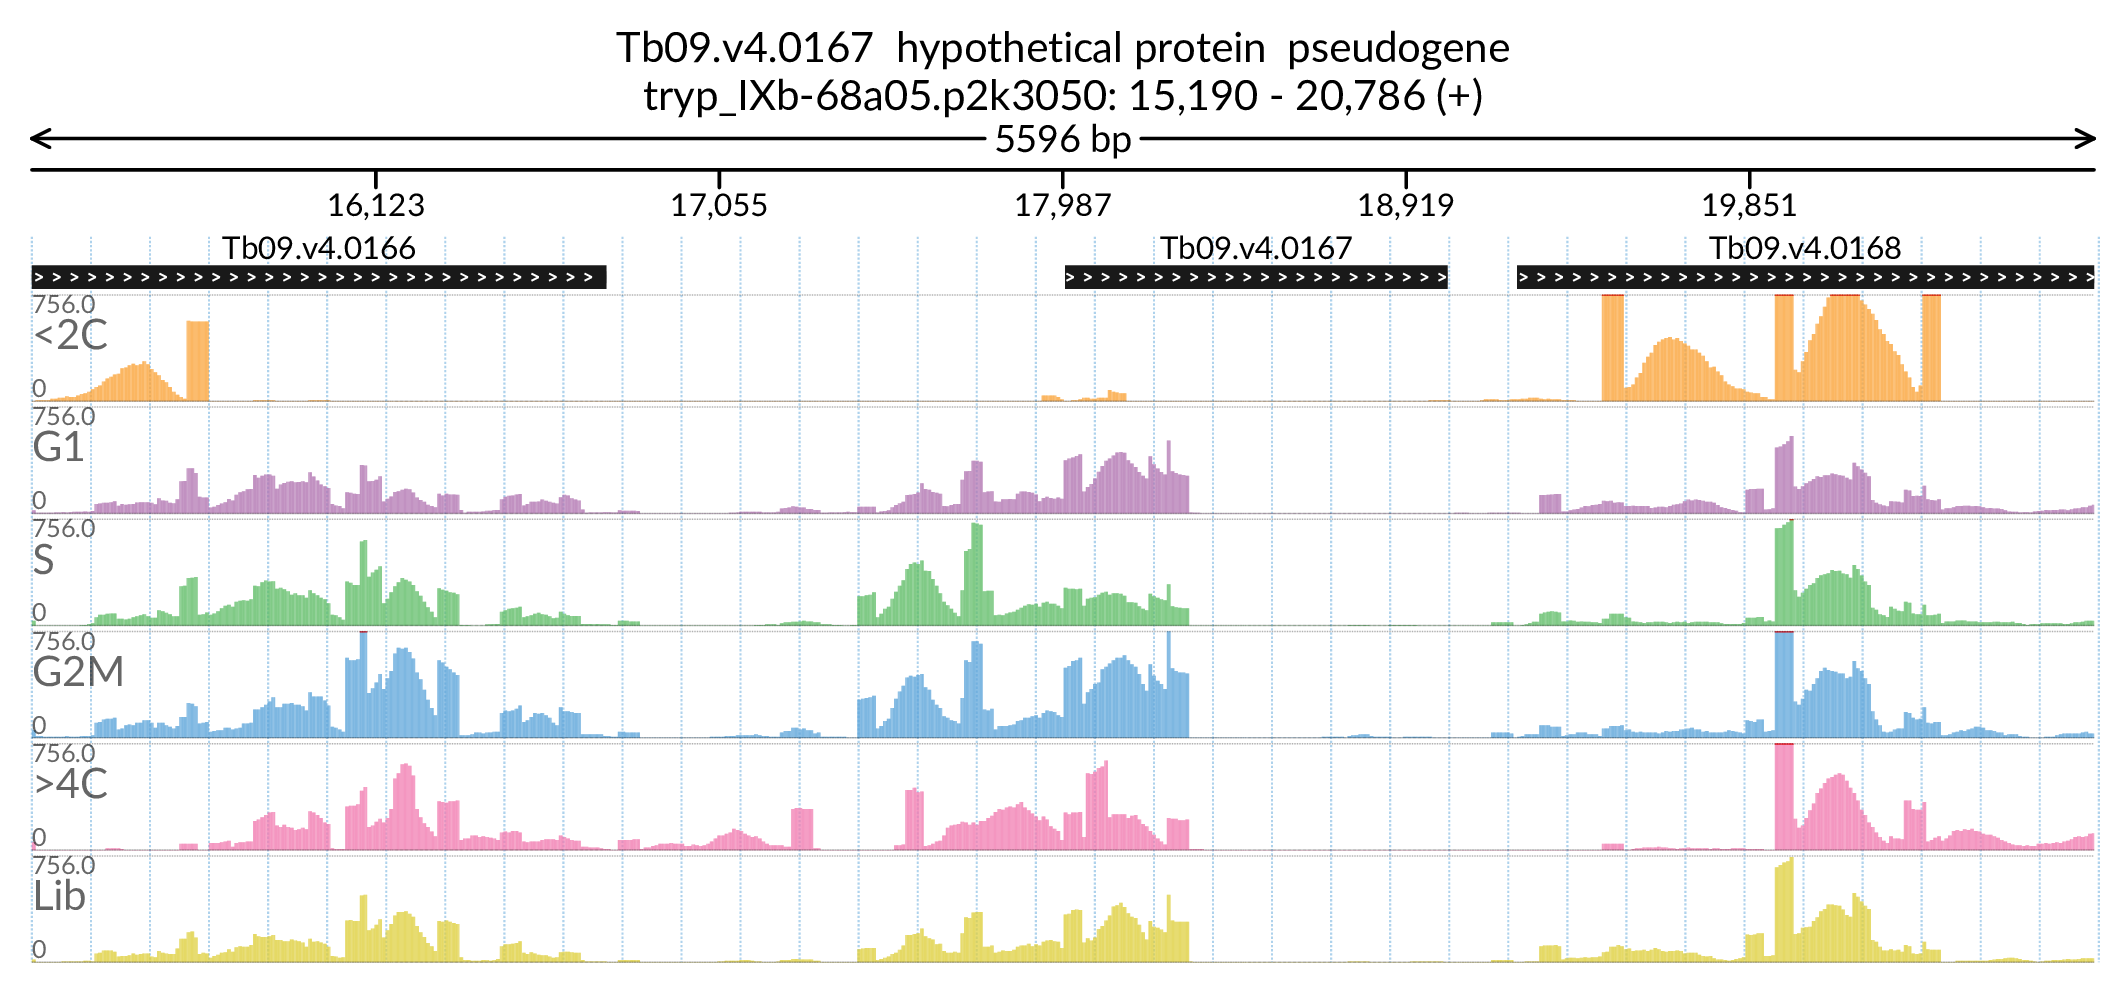 Tb09.v4.0167 hypothetical protein pseudogene
tryp_IXb-68a05.p2k3050: 15,190 - 20,786 (+)
5596 bp
16,123 17,055 17,987 18,919 19,851
Tb09.v4.0166 Tb09.v4.0167 Tb09.v4.0168
756.0
<2C
0
756.0
G1
0
756.0
S
0
756.0
G2M
0
756.0
>4C
0
756.0
Lib
0